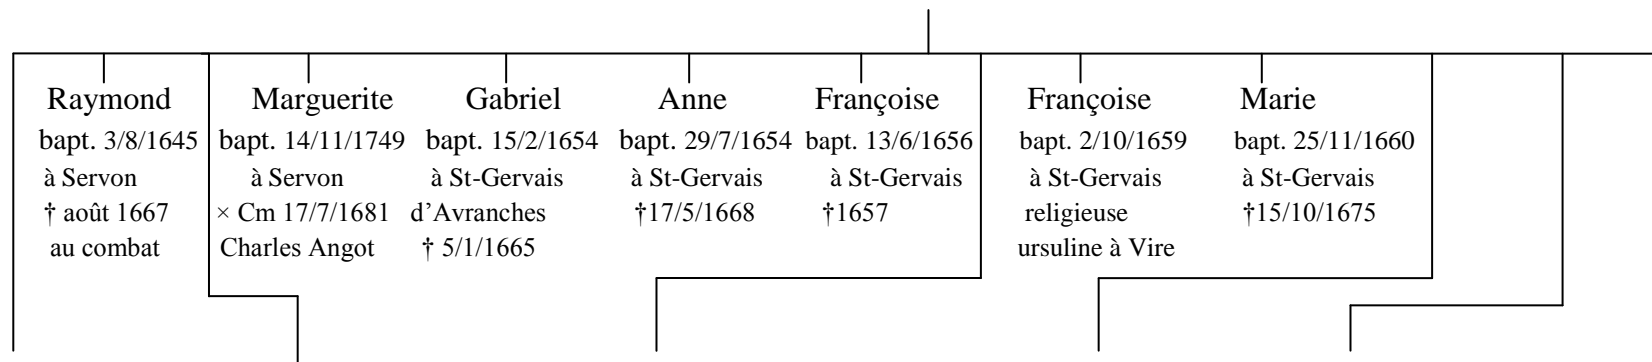 Raymond
bapt. 3/8/1645
à Servon
† août 1667
au combat
Marguerite
bapt. 14/11/1749
à Servon
× Cm 17/7/1681
Charles Angot
Gabriel
bapt. 15/2/1654
à St-Gervais
d’Avranches
† 5/1/1665
Anne
bapt. 29/7/1654
à St-Gervais
†17/5/1668
Françoise
bapt. 13/6/1656
à St-Gervais
†1657
Françoise
bapt. 2/10/1659
à St-Gervais
religieuse
ursuline à Vire
Marie
bapt. 25/11/1660
à St-Gervais
†15/10/1675